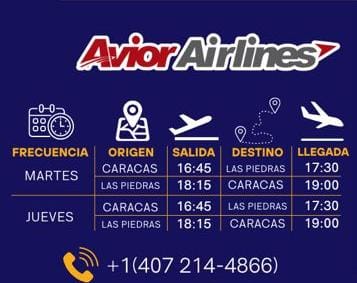 Avior Airlines
FRECUENCIA ORIGEN SALIDA DESTINO LLEGADA
MARTES
CARACAS 16:45 LAS PIEDRAS 17:30
LAS PIEDRAS 18:15 CARACAS 19:00
JUEVES
CARACAS 16:45 LAS PIEDRAS 17:30
LAS PIEDRAS 18:15 CARACAS 19:00
+1(407 214-4866)